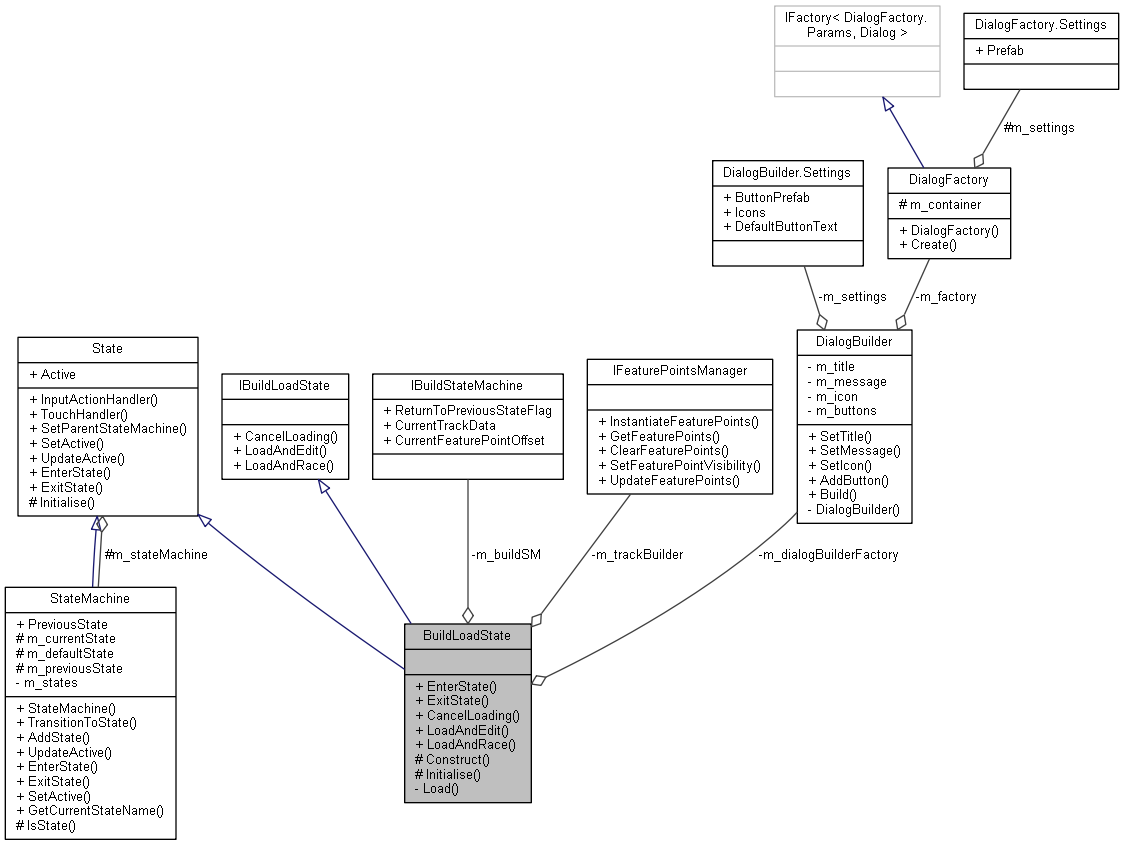 IFactory< DialogFactory.
Params, Dialog >
DialogFactory.Settings
+ Prefab
#m_settings
DialogBuilder.Settings
+ ButtonPrefab
+ Icons
+ DefaultButtonText
DialogFactory
# m_container
+ DialogFactory()
+ Create()
-m_settings
-m_factory
State
+ Active
+ InputActionHandler()
+ TouchHandler()
+ SetParentStateMachine()
+ SetActive()
+ UpdateActive()
+ EnterState()
+ ExitState()
# Initialise()
IBuildLoadState
+ CancelLoading()
+ LoadAndEdit()
+ LoadAndRace()
IBuildStateMachine
+ ReturnToPreviousStateFlag
+ CurrentTrackData
+ CurrentFeaturePointOffset
IFeaturePointsManager
+ InstantiateFeaturePoints()
+ GetFeaturePoints()
+ ClearFeaturePoints()
+ SetFeaturePointVisibility()
+ UpdateFeaturePoints()
DialogBuilder
- m_title
- m_message
- m_icon
- m_buttons
+ SetTitle()
+ SetMessage()
+ SetIcon()
+ AddButton()
+ Build()
- DialogBuilder()
#m_stateMachine
-m_buildSM
-m_trackBuilder
-m_dialogBuilderFactory
StateMachine
+ PreviousState
# m_currentState
# m_defaultState
# m_previousState
- m_states
+ StateMachine()
+ TransitionToState()
+ AddState()
+ UpdateActive()
+ EnterState()
+ ExitState()
+ SetActive()
+ GetCurrentStateName()
# IsState()
BuildLoadState
+ EnterState()
+ ExitState()
+ CancelLoading()
+ LoadAndEdit()
+ LoadAndRace()
# Construct()
# Initialise()
- Load()